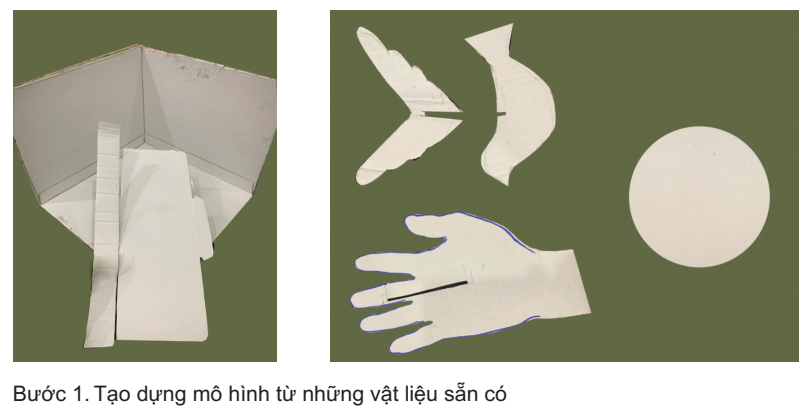 Bước 1. Tạo dựng mô hình từ những vật liệu sẵn có